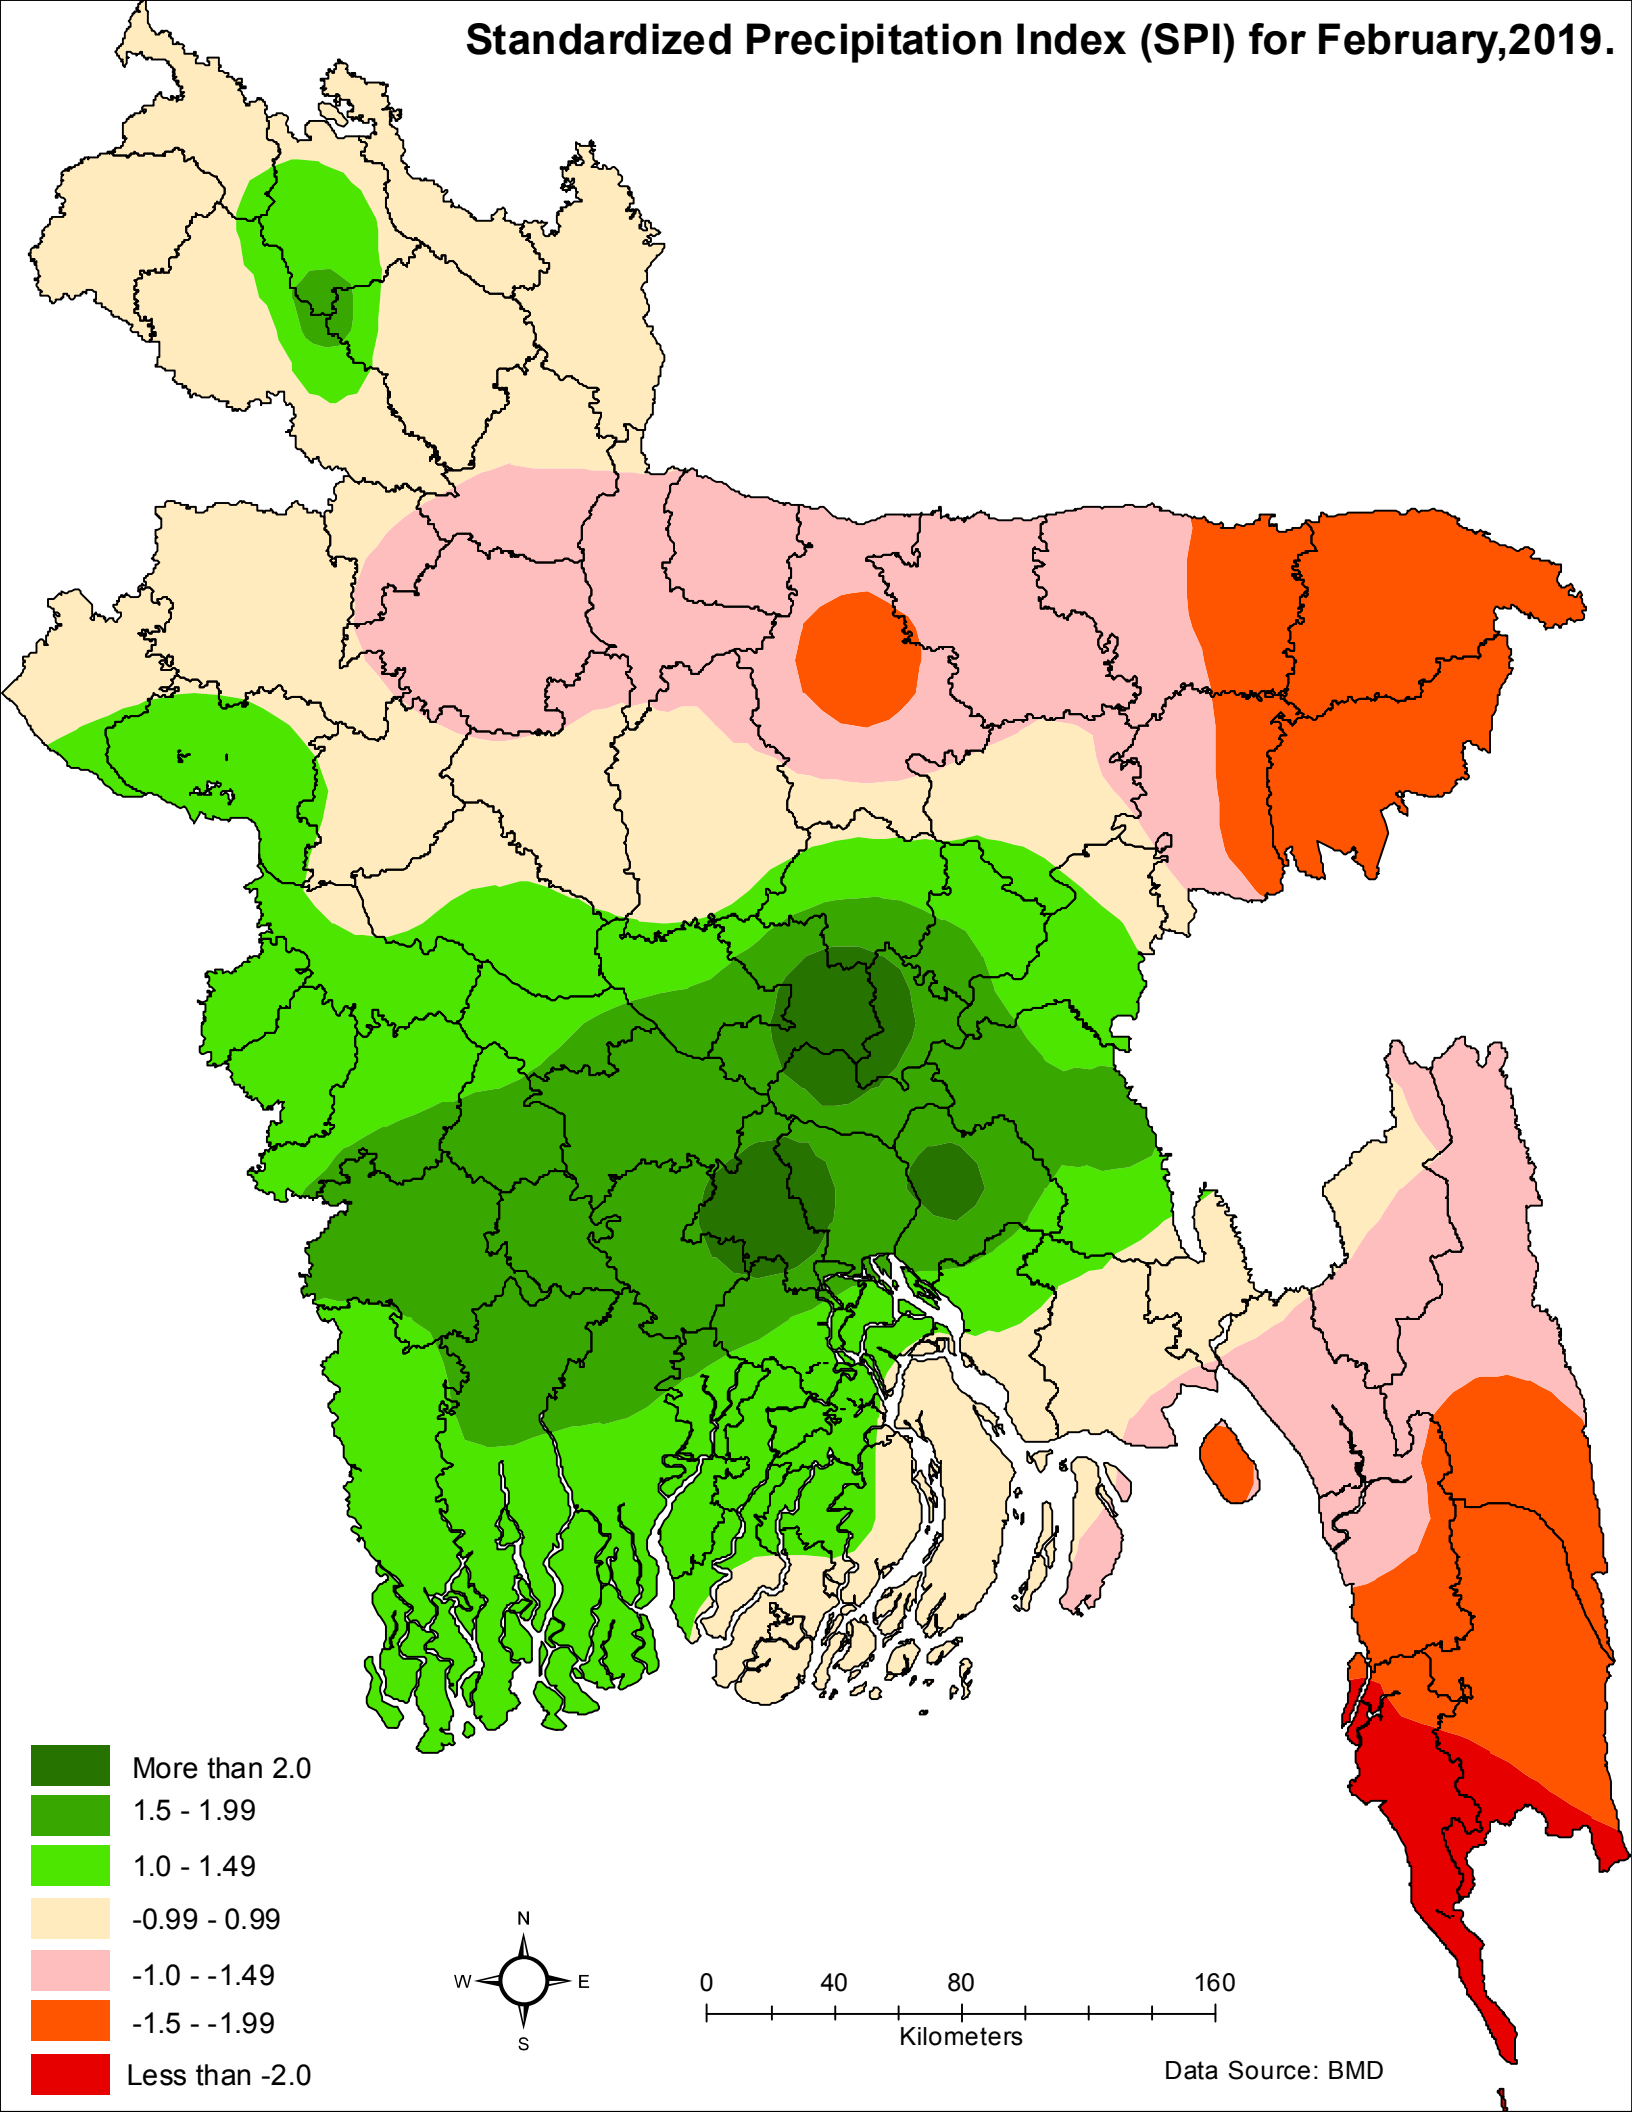 Standardized Precipitation Index (SPI) for February,2019.
More than 2.0
1.5 - 1.99
1.0 - 1.49
-0.99 - 0.99
-1.0 - -1.49
-1.5 - -1.99
Less than -2.0
N
W E
S
0 40 80 160
Kilometers
Data Source: BMD